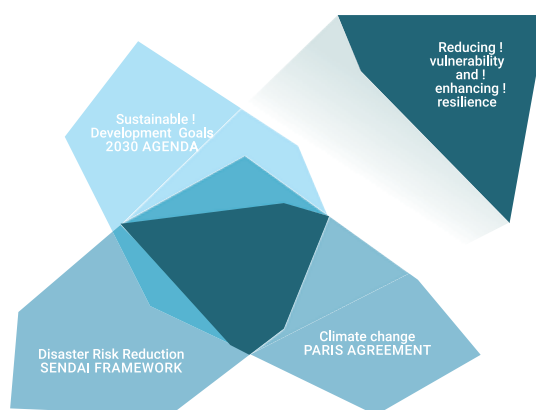 Reducing !
vulnerability
and !
enhancing !
resilience
Sustainable !
Development Goals
2030 AGENDA
Disaster Risk Reduction
SENDAI FRAMEWORK
Climate change
PARIS AGREEMENT